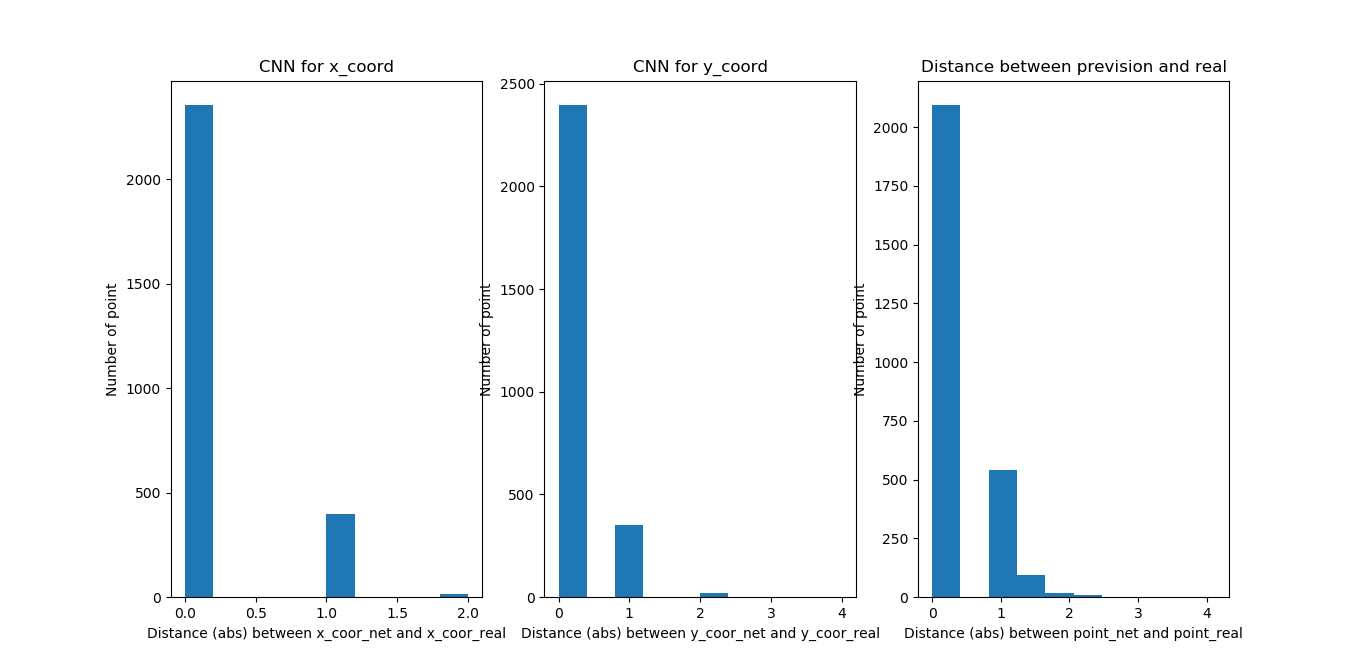 CNN for x_coord
Number of point
2000
1500
1000
500
0
0.0 0.5 1.0 1.5 2.0
Distance (abs) between x_coor_net and x_coor_real
CNN for y_coord
Number of point
2500
2000
1500
1000
500
0
0 1 2 3 4
Distance (abs) between y_coor_net and y_coor_real
Distance between prevision and real
Number of point
2000
1750
1500
1250
1000
750
500
250
0
0 1 2 3 4
Distance (abs) between point_net and point_real